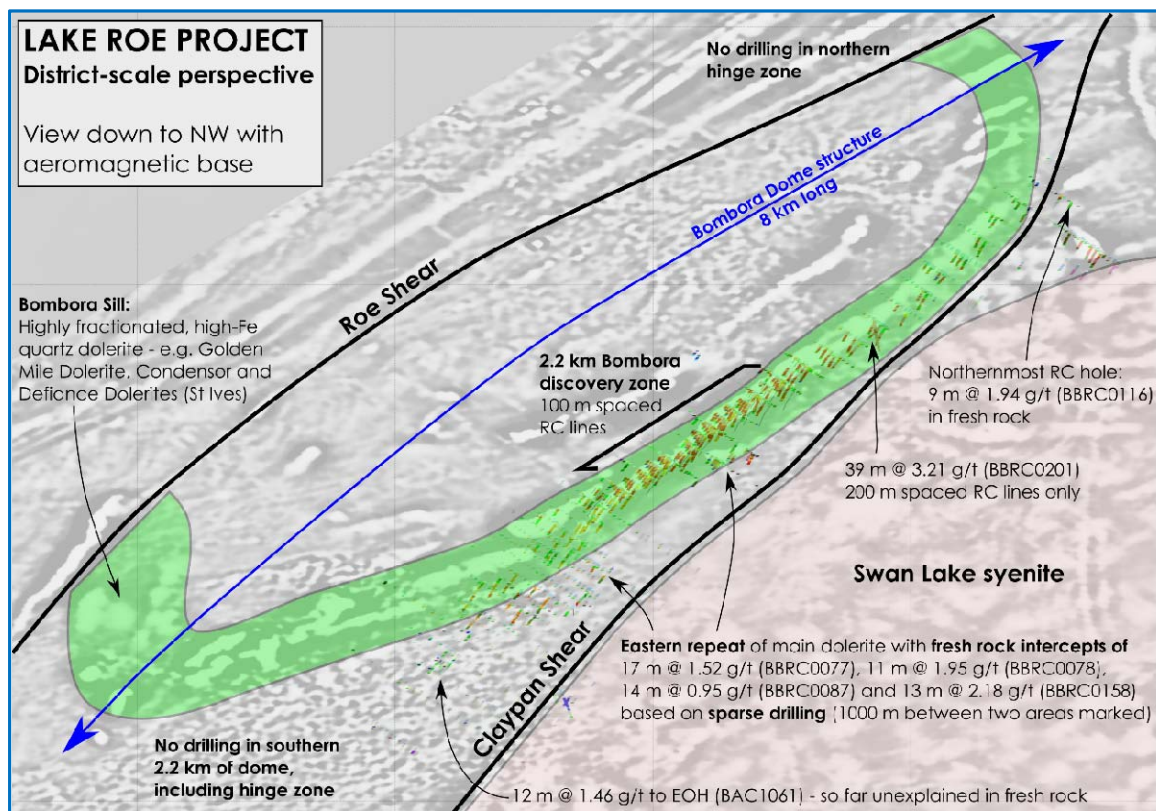 LAKE ROE PROJECT
District-scale perspective
View down to NW with
aeromagnetic base
No drilling in northern
hinge zone
Bombora Dome structure
8 km long
Roe Shear
Bombora Sill:
Highly fractionated, high-Fe
quartz dolerite - e.g. Golden
Mile Dolerite, Condensor and
Defiance Dolerites (St Ives)
2.2 km Bombora
discovery zone
100 m spaced
RC lines
Northernmost RC hole:
9 m @ 1.94 g/t (BBRC0116)
in fresh rock
39 m @ 3.21 g/t (BBRC0201)
200 m spaced RC lines only
Swan Lake syenite
Eastern repeat of main dolerite with fresh rock intercepts of
17 m @ 1.52 g/t (BBRC0077), 11 m @ 1.95 g/t (BBRC0078),
14 m @ 0.95 g/t (BBRC0087) and 13 m @ 2.18 g/t (BBRC0158)
based on sparse drilling (1000 m between two areas marked)
Claypan Shear
No drilling in southern
2.2 km of dome,
including hinge zone
12 m @ 1.46 g/t to EOH (BAC1061) - so far unexplained in fresh rock